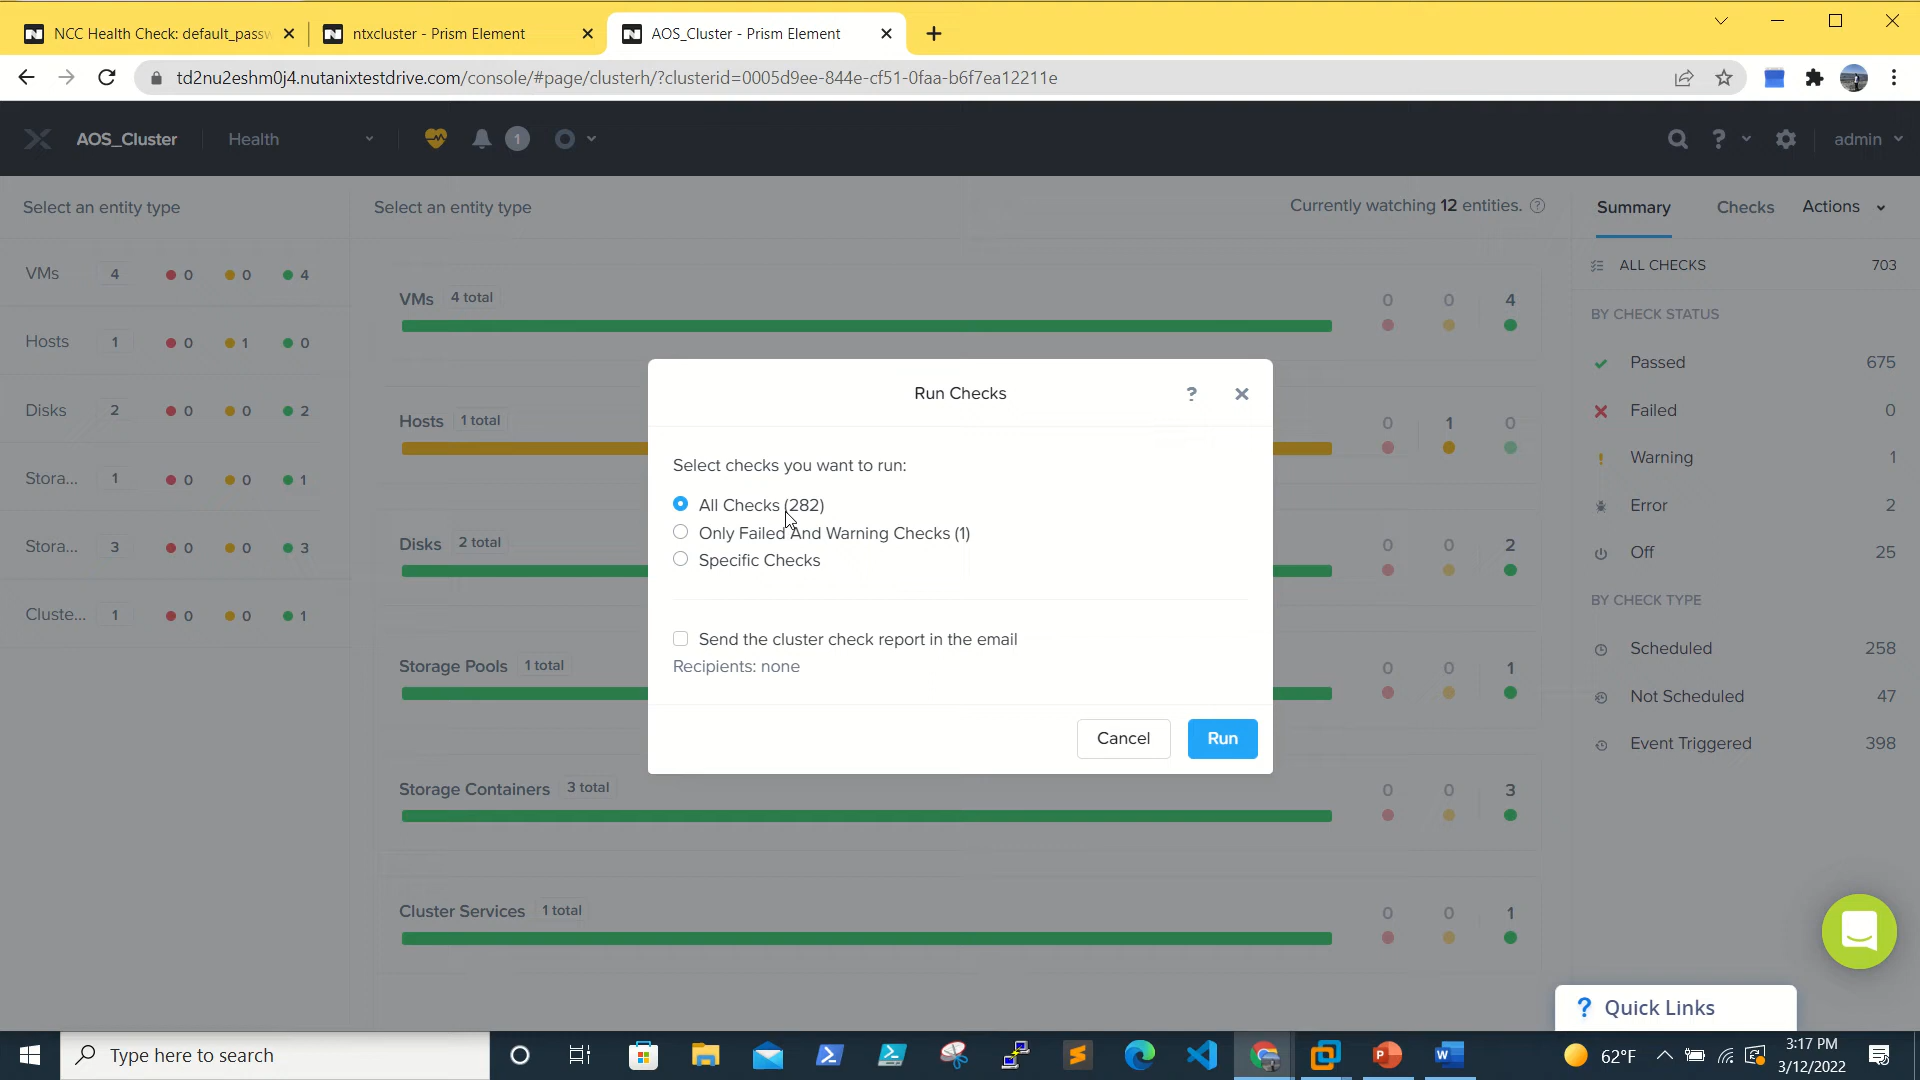 NCC Health Check: default_passw
ntxcluster - Prism Element
AOS_Cluster - Prism Element
td2nu2eshm0j4.nutanixtestdrive.com/console/#page/clusterh/?clusterid=0005d9ee-844e-cf51-0faa-b6f7ea12211e
AOS_Cluster
Health
1
?
admin
Select an entity type
VMs 4 0 0 4
Hosts 1 0 1 0
Disks 2 0 0 2
Stora... 1 0 0 1
Stora... 3 0 0 3
Cluste... 1 0 0 1
Select an entity type
Currently watching 12 entities. ?
VMs 4 total 0 0 4
Hosts 1 total 0 1 0
Disks 2 total 0 0 2
Storage Pools 1 total 0 0 1
Storage Containers 3 total 0 0 3
Cluster Services 1 total 0 0 1
Run Checks ?
Select checks you want to run:
All Checks (282)
Only Failed And Warning Checks (1)
Specific Checks
Send the cluster check report in the email
Recipients: none
Cancel
Run
Summary
Checks
Actions
ALL CHECKS 703
BY CHECK STATUS
Passed 675
Failed 0
Warning 1
Error 2
Off 25
BY CHECK TYPE
Scheduled 258
Not Scheduled 47
Event Triggered 398
? Quick Links
Type here to search
62°F
3:17 PM
3/12/2022